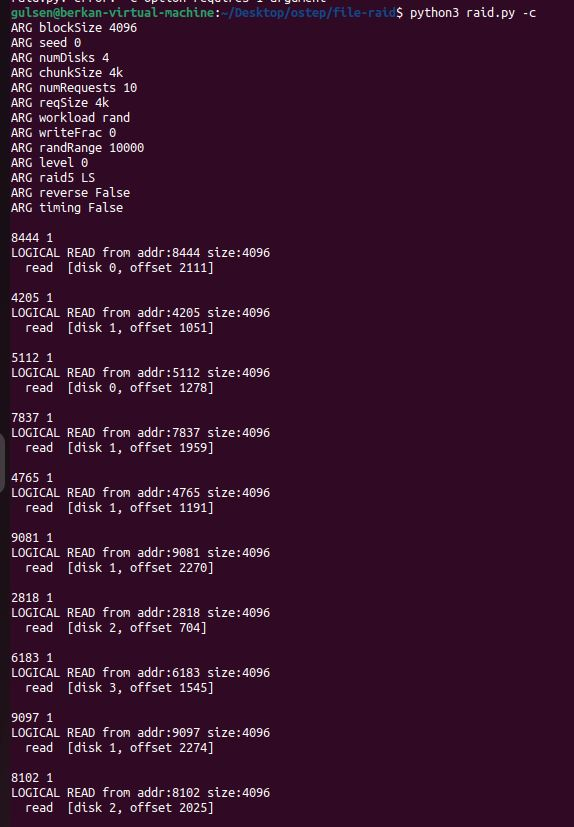 raid.py: error: -C option requires 1 argument
gulsen@berkan-virtual-machine:~/Desktop/ostep/file-raid$ python3 raid.py -c
ARG blockSize 4096
ARG seed 0
ARG numDisks 4
ARG chunkSize 4k
ARG numRequests 10
ARG reqSize 4k
ARG workload rand
ARG writeFrac 0
ARG randRange 10000
ARG level 0
ARG raid5 LS
ARG reverse False
ARG timing False
8444 1
LOGICAL READ from addr:8444 size:4096
read [disk 0, offset 2111]
4205 1
LOGICAL READ from addr:4205 size:4096
read [disk 1, offset 1051]
5112 1
LOGICAL READ from addr:5112 size:4096
read [disk 0, offset 1278]
7837 1
LOGICAL READ from addr:7837 size:4096
read [disk 1, offset 1959]
4765 1
LOGICAL READ from addr:4765 size:4096
read [disk 1, offset 1191]
9081 1
LOGICAL READ from addr:9081 size:4096
read [disk 1, offset 2270]
2818 1
LOGICAL READ from addr:2818 size:4096
read [disk 2, offset 704]
6183 1
LOGICAL READ from addr:6183 size:4096
read [disk 3, offset 1545]
9097 1
LOGICAL READ from addr:9097 size:4096
read [disk 1, offset 2274]
8102 1
LOGICAL READ from addr:8102 size:4096
read [disk 2, offset 2025]